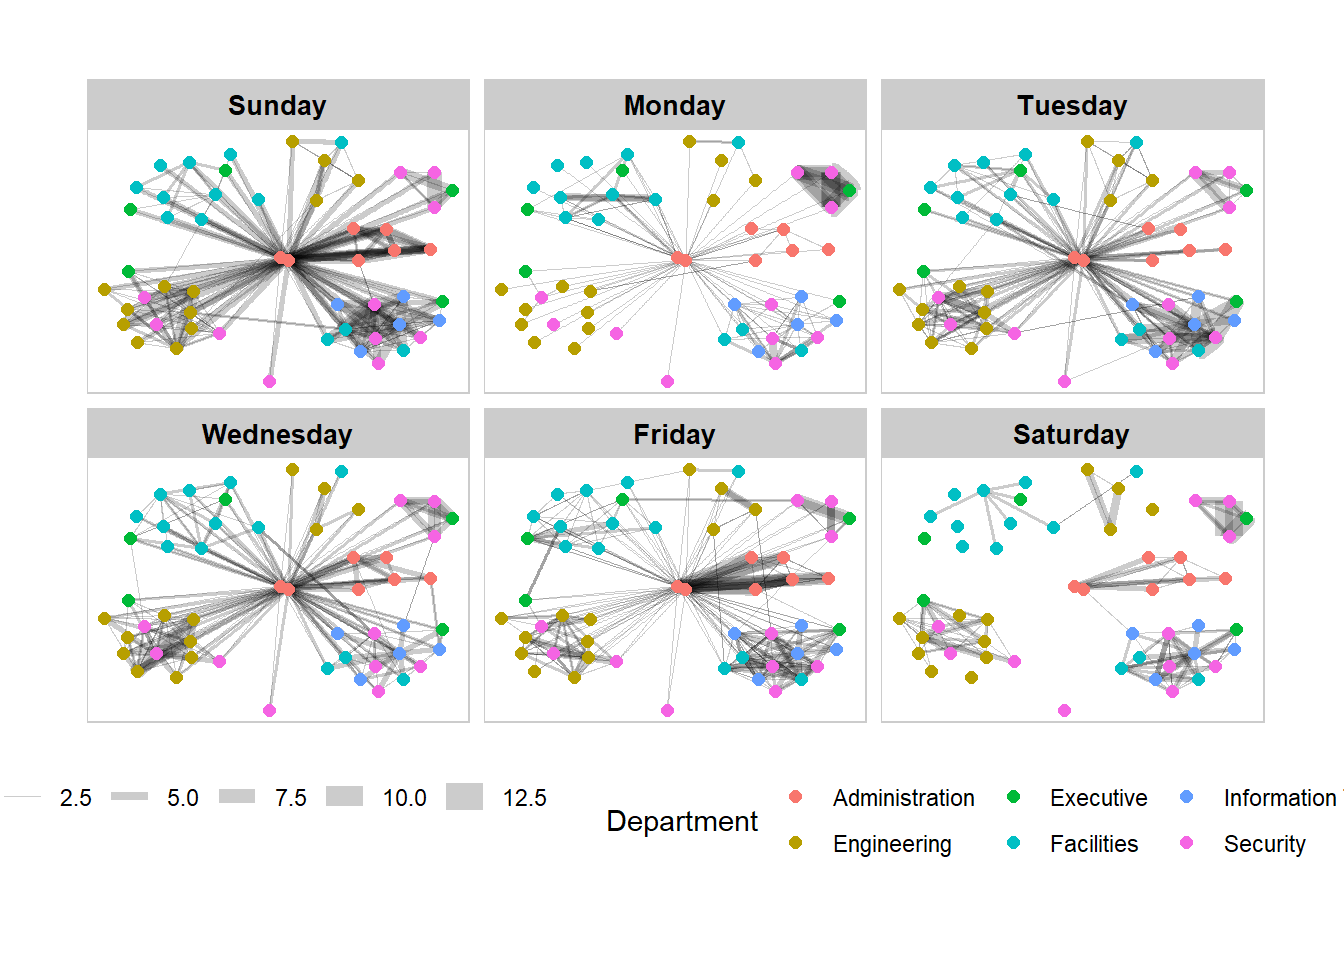 Sunday Monday Tuesday
Wednesday Friday Saturday
2.5 5.0 7.5 10.0 12.5
Department
Administration Executive Information
Engineering Facilities Security